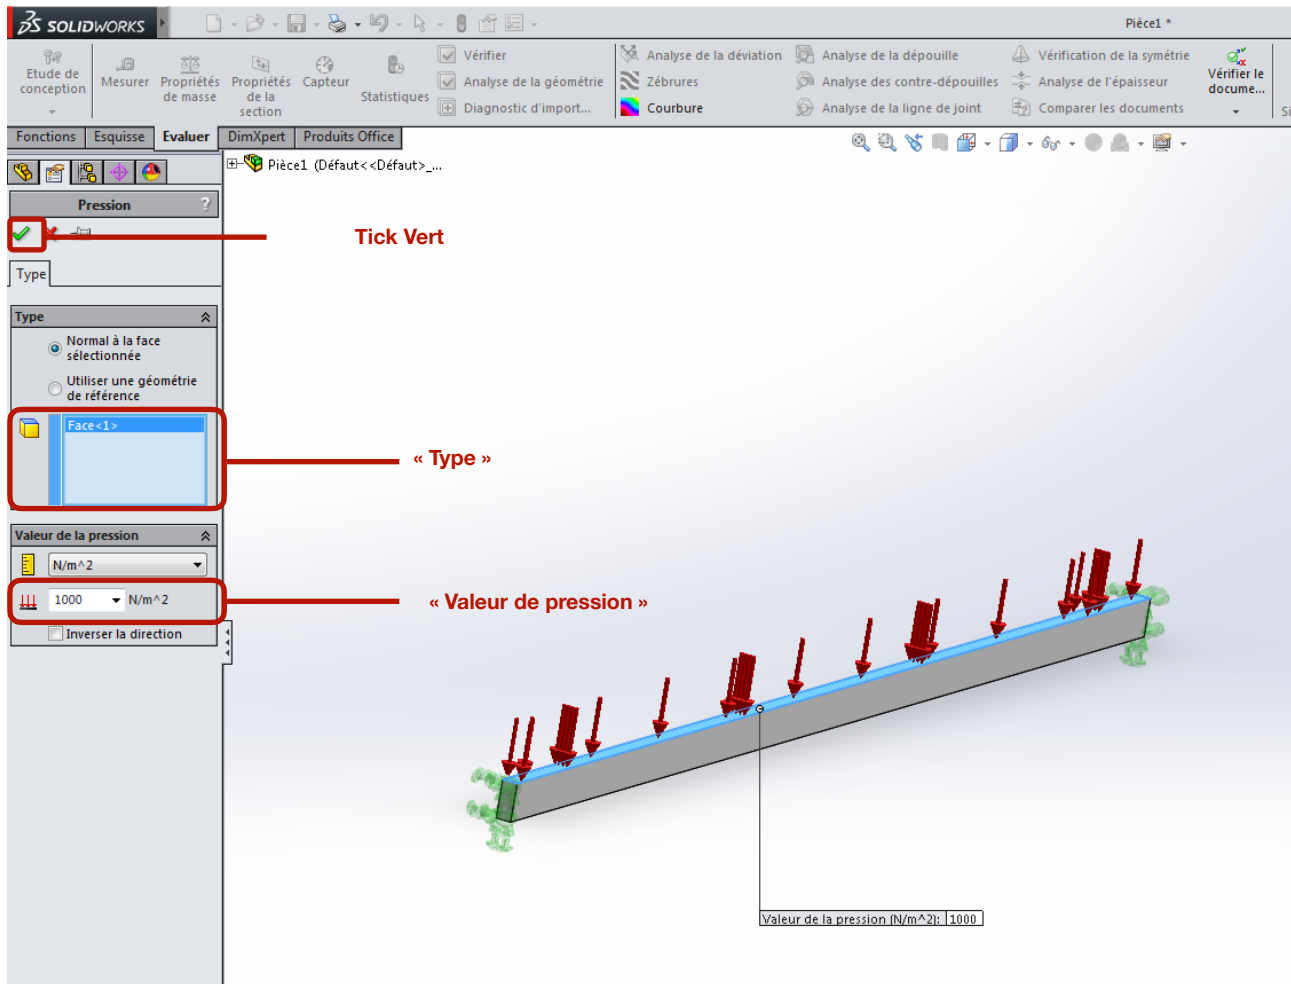 SOLIDWORKS
Pièce1 *
Etude de
conception
Mesurer
Propriétés
de masse
Propriétés
de la
section
Capteur
Statistiques
Vérifier
Analyse de la géométrie
Diagnostic d'import...
Analyse de la déviation
Zébrures
Courbure
Analyse de la dépouille
Analyse des contre-dépouilles
Analyse de la ligne de joint
Vérification de la symétrie
Analyse de l'épaisseur
Comparer les documents
Vérifier le
docume...
Si
Fonctions Esquisse Evaluer DimXpert Produits Office
Pièce1 (Défaut<<Défaut>_...
Pression ?
Tick Vert
Type
Type
Normal à la face
sélectionnée
Utiliser une géométrie
de référence
Face<1>
« Type »
Valeur de la pression
N/m^2
1000 N/m^2
« Valeur de pression »
Inverser la direction
Valeur de la pression (N/m^2): 1000